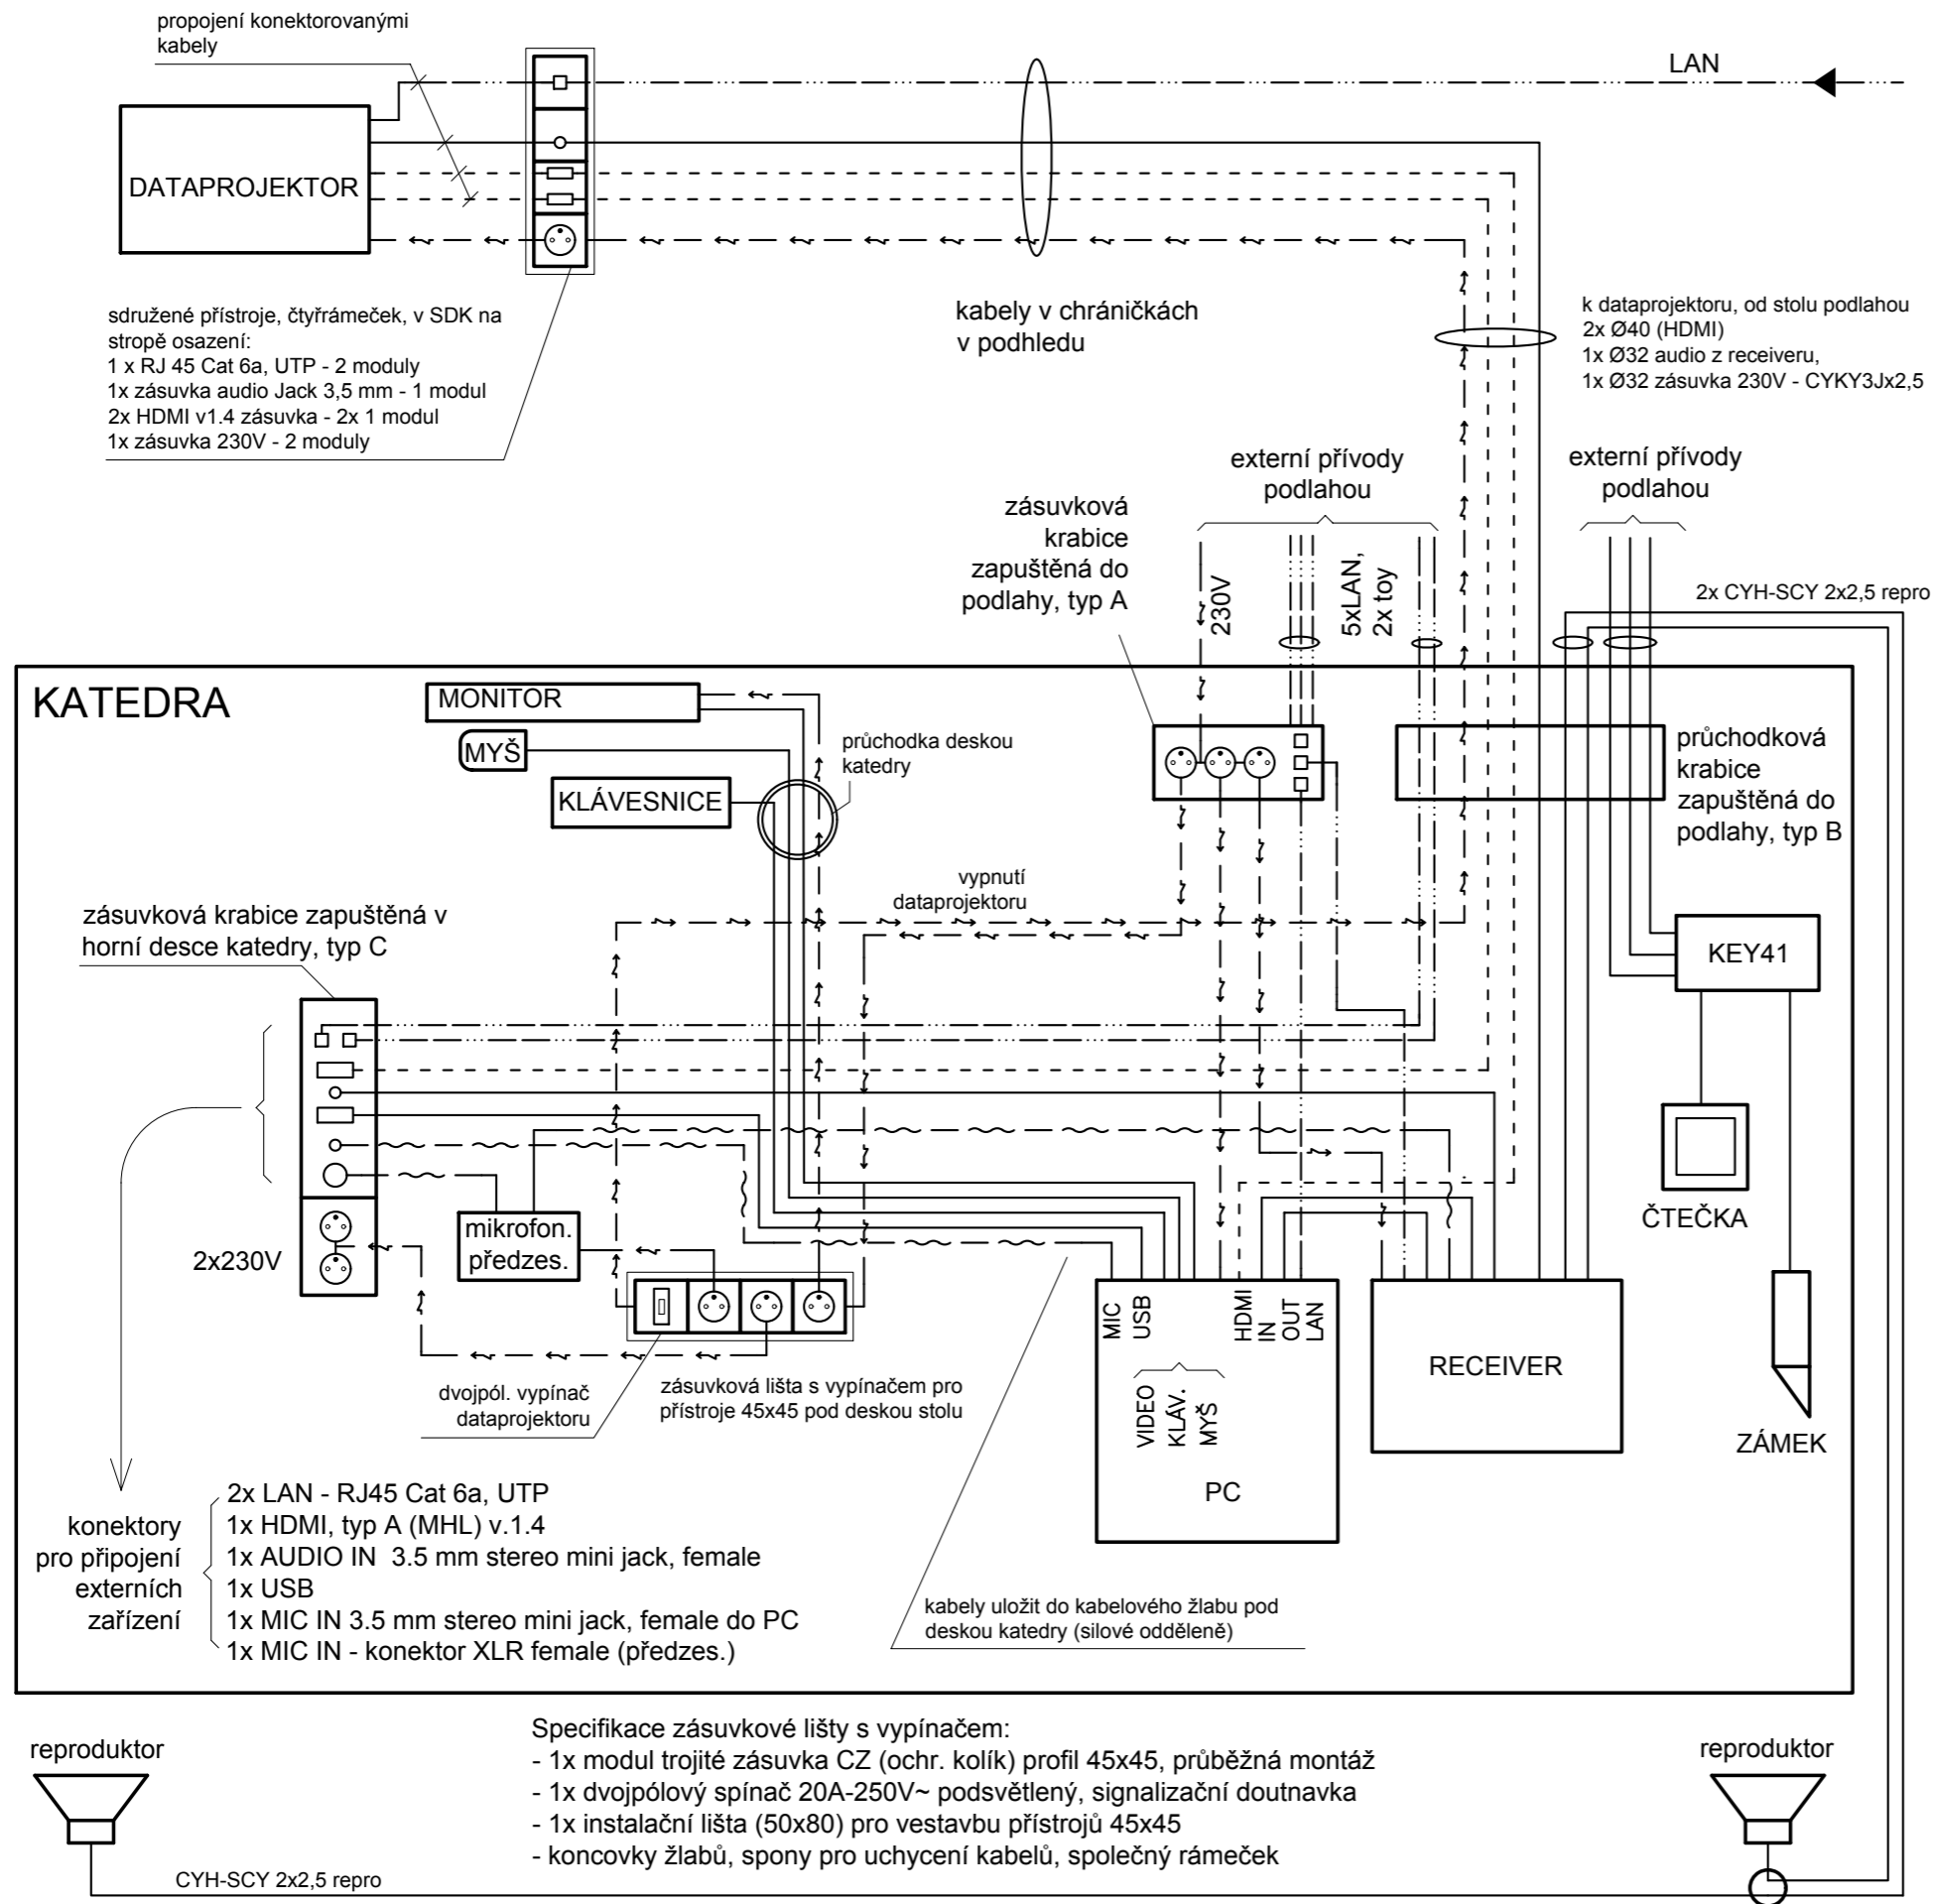 propojení konektorovanými
kabely
LAN
DATAPROJEKTOR
sdružené přístroje, čtyřrámeček, v SDK na
stropě osazení:
1 x RJ 45 Cat 6a, UTP - 2 moduly
1x zásuvka audio Jack 3,5 mm - 1 modul
2x HDMI v1.4 zásuvka - 2x 1 modul
1x zásuvka 230V - 2 moduly
kabely v chráničkách
v podhledu
k dataprojektoru, od stolu podlahou
2x Ø40 (HDMI)
1x Ø32 audio z receiveru,
1x Ø32 zásuvka 230V - CYKY3Jx2,5
externí přívody
podlahou
externí přívody
podlahou
zásuvková
krabice
zapuštěná do
podlahy, typ A
230V
5xLAN,
2x toy
2x CYH-SCY 2x2,5 repro
KATEDRA
MONITOR
MYŠ
KLÁVESNICE
průchodka deskou
katedry
průchodková
krabice
zapuštěná do
podlahy, typ B
vypnutí
dataprojektoru
zásuvková krabice zapuštěná v
horní desce katedry, typ C
KEY41
ČTEČKA
ZÁMEK
2x230V
mikrofon.
předzes.
MIC
USB
HDMI
IN
OUT
LAN
VIDEO
KLÁV.
MYŠ
PC
RECEIVER
dvojpól. vypínač
dataprojektoru
zásuvková lišta s vypínačem pro
přístroje 45x45 pod deskou stolu
konektory
pro připojení
externích
zařízení
2x LAN - RJ45 Cat 6a, UTP
1x HDMI, typ A (MHL) v.1.4
1x AUDIO IN 3.5 mm stereo mini jack, female
1x USB
1x MIC IN 3.5 mm stereo mini jack, female do PC
1x MIC IN - konektor XLR female (předzes.)
kabely uložit do kabelového žlabu pod
deskou katedry (silové odděleně)
reproduktor
Specifikace zásuvkové lišty s vypínačem:
- 1x modul trojité zásuvka CZ (ochr. kolík) profil 45x45, průběžná montáž
- 1x dvojpólový spínač 20A-250V~ podsvětlený, signalizační doutnavka
- 1x instalační lišta (50x80) pro vestavbu přístrojů 45x45
- koncovky žlabů, spony pro uchycení kabelů, společný rámeček
reproduktor
CYH-SCY 2x2,5 repro